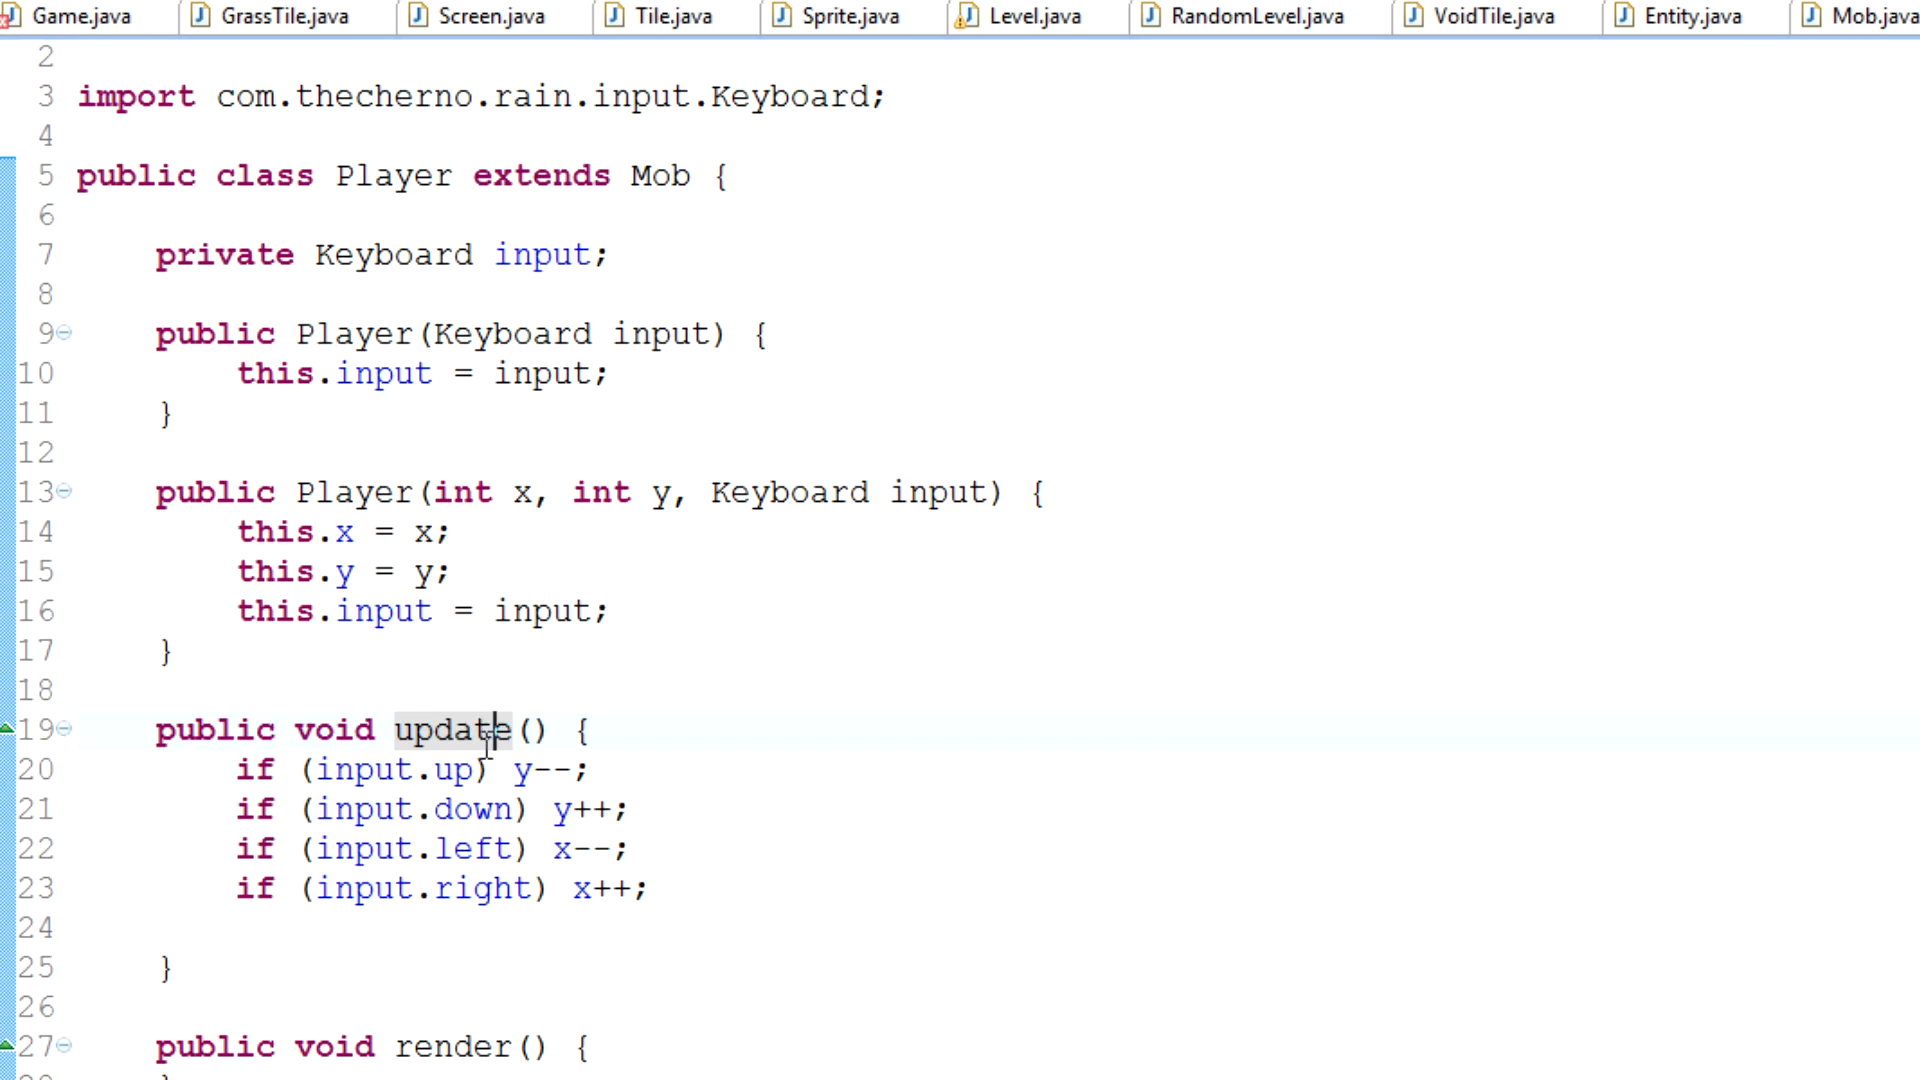 Game.java GrassTile.java Screen.java Tile.java Sprite.java Level.java RandomLevel.java VoidTile.java Entity.java Mob.java
2
3 import com.thecherno.rain.input.Keyboard;
4
5 public class Player extends Mob {
6
7 private Keyboard input;
8
9 public Player(Keyboard input) {
10 this.input = input;
11 }
12
13 public Player(int x, int y, Keyboard input) {
14 this.x = x;
15 this.y = y;
16 this.input = input;
17 }
18
19 public void update() {
20 if (input.up) y--;
21 if (input.down) y++;
22 if (input.left) x--;
23 if (input.right) x++;
24
25 }
26
27 public void render() {